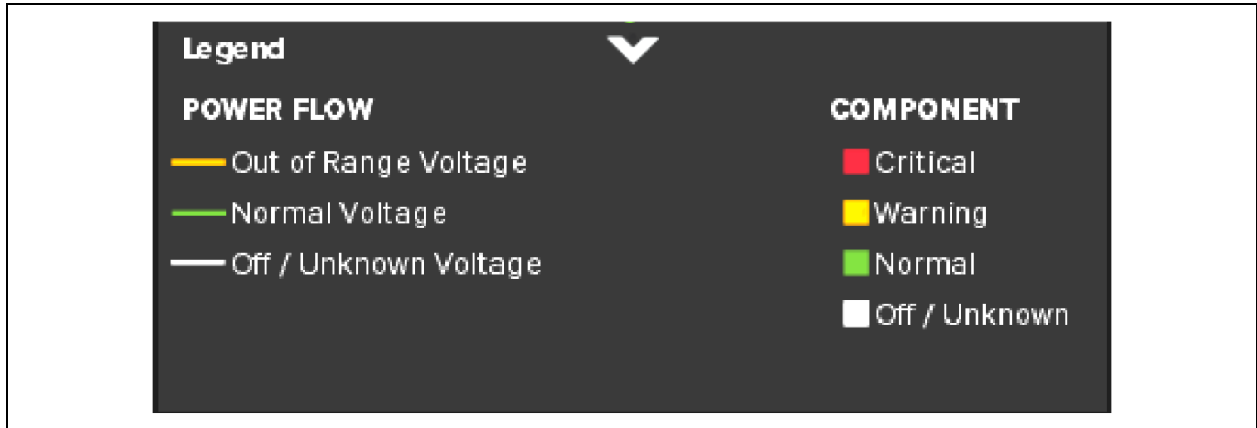 Legend
POWER FLOW
Out of Range Voltage
Normal Voltage
Off / Unknown Voltage
COMPONENT
Critical
Warning
Normal
Off / Unknown